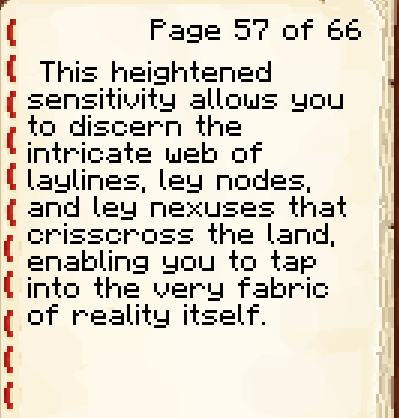 Page 57 of 66
This heightened
sensitivity allows you
to discern the
intricate web of
laylines, ley nodes,
and ley nexuses that
crisscross the land,
enabling you to tap
into the very fabric
of reality itself.